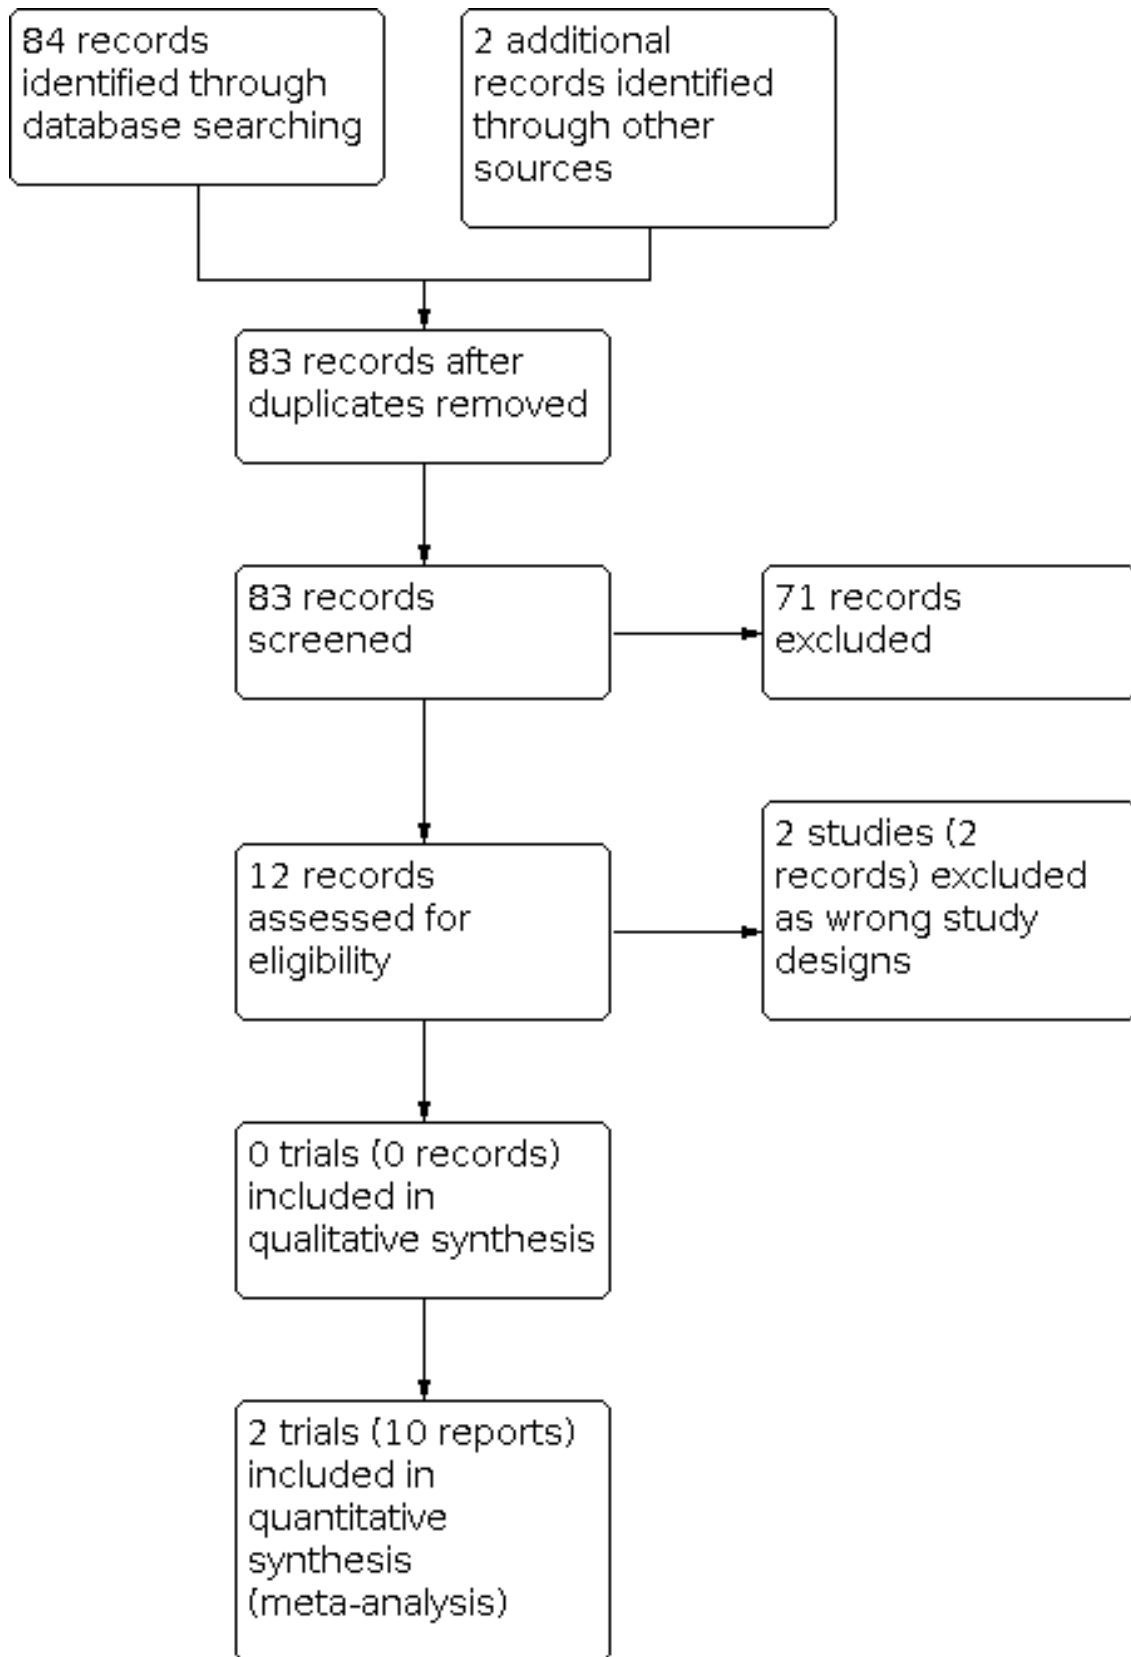 84 records
identified through
database searching
2 additional
records identified
through other
sources
83 records after
duplicates removed
83 records
screened
71 records
excluded
12 records
assessed for
eligibility
2 studies (2
records) excluded
as wrong study
designs
0 trials (0 records)
included in
qualitative synthesis
2 trials (10 reports)
included in
quantitative
synthesis
(meta-analysis)